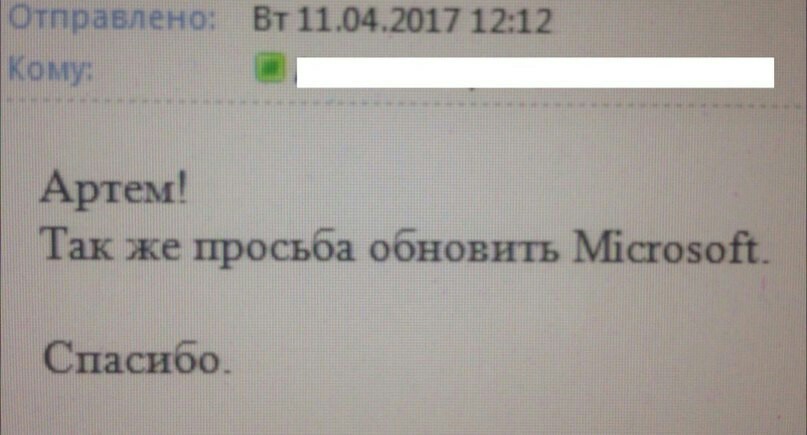 Отправлено: Вт 11.04.2017 12:12
Кому:
Артем!
Так же просьба обновить Microsoft.
Спасибо.